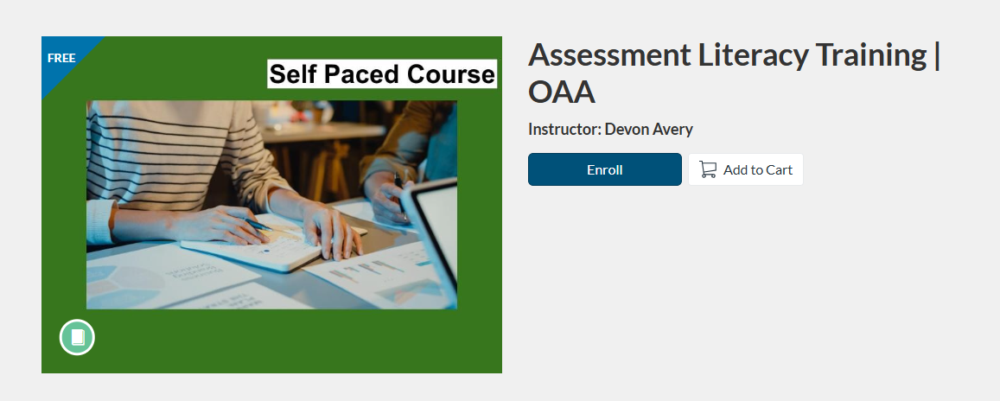 FREE
Self Paced Course
Assessment Literacy Training |
OAA
Instructor: Devon Avery
Enroll
Add to Cart